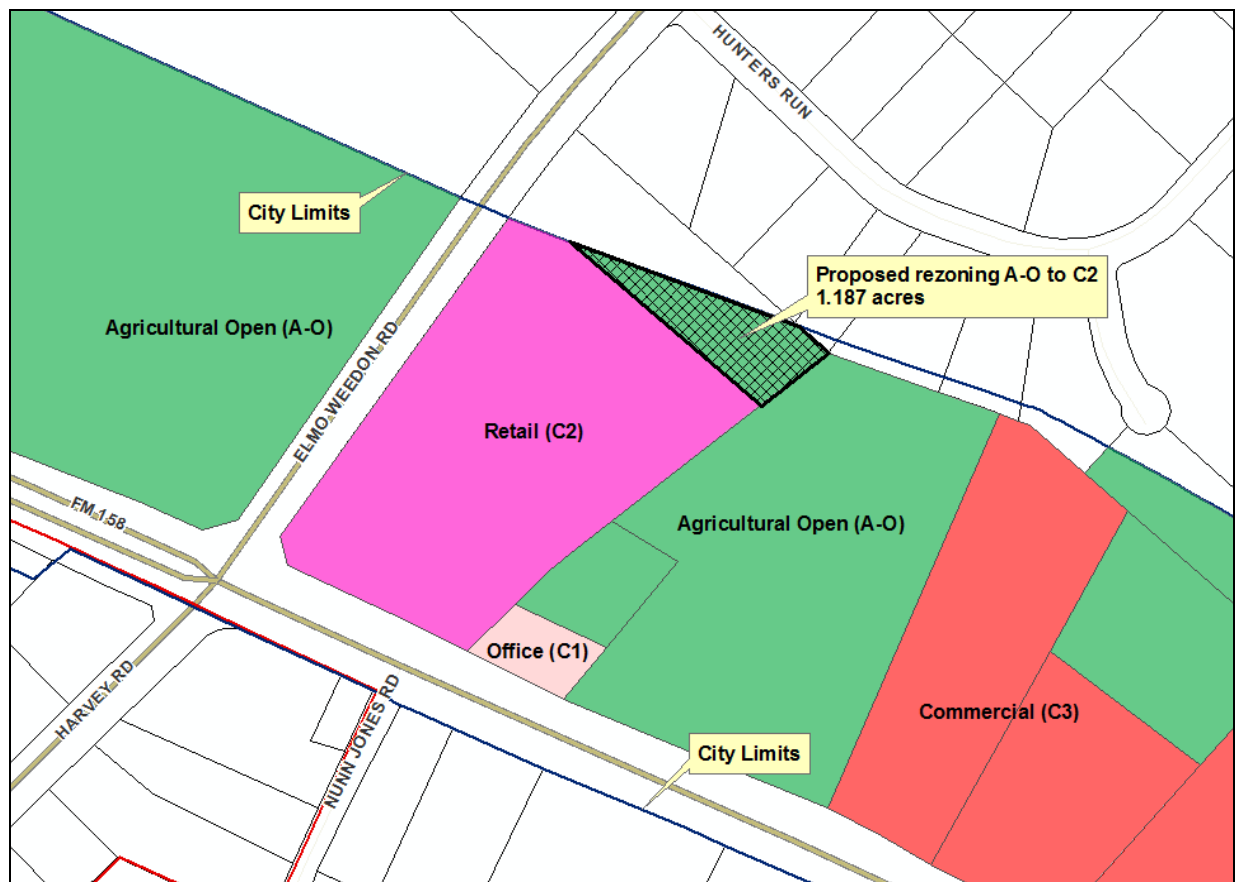 HUNTERS RUN
City Limits
Proposed rezoning A-O to C2
1.187 acres
Agricultural Open (A-O)
ELMO WEEDON RD
Retail (C2)
FM 158
Agricultural Open (A-O)
Office (C1)
HARVEY RD
NUNN JONES RD
Commercial (C3)
City Limits